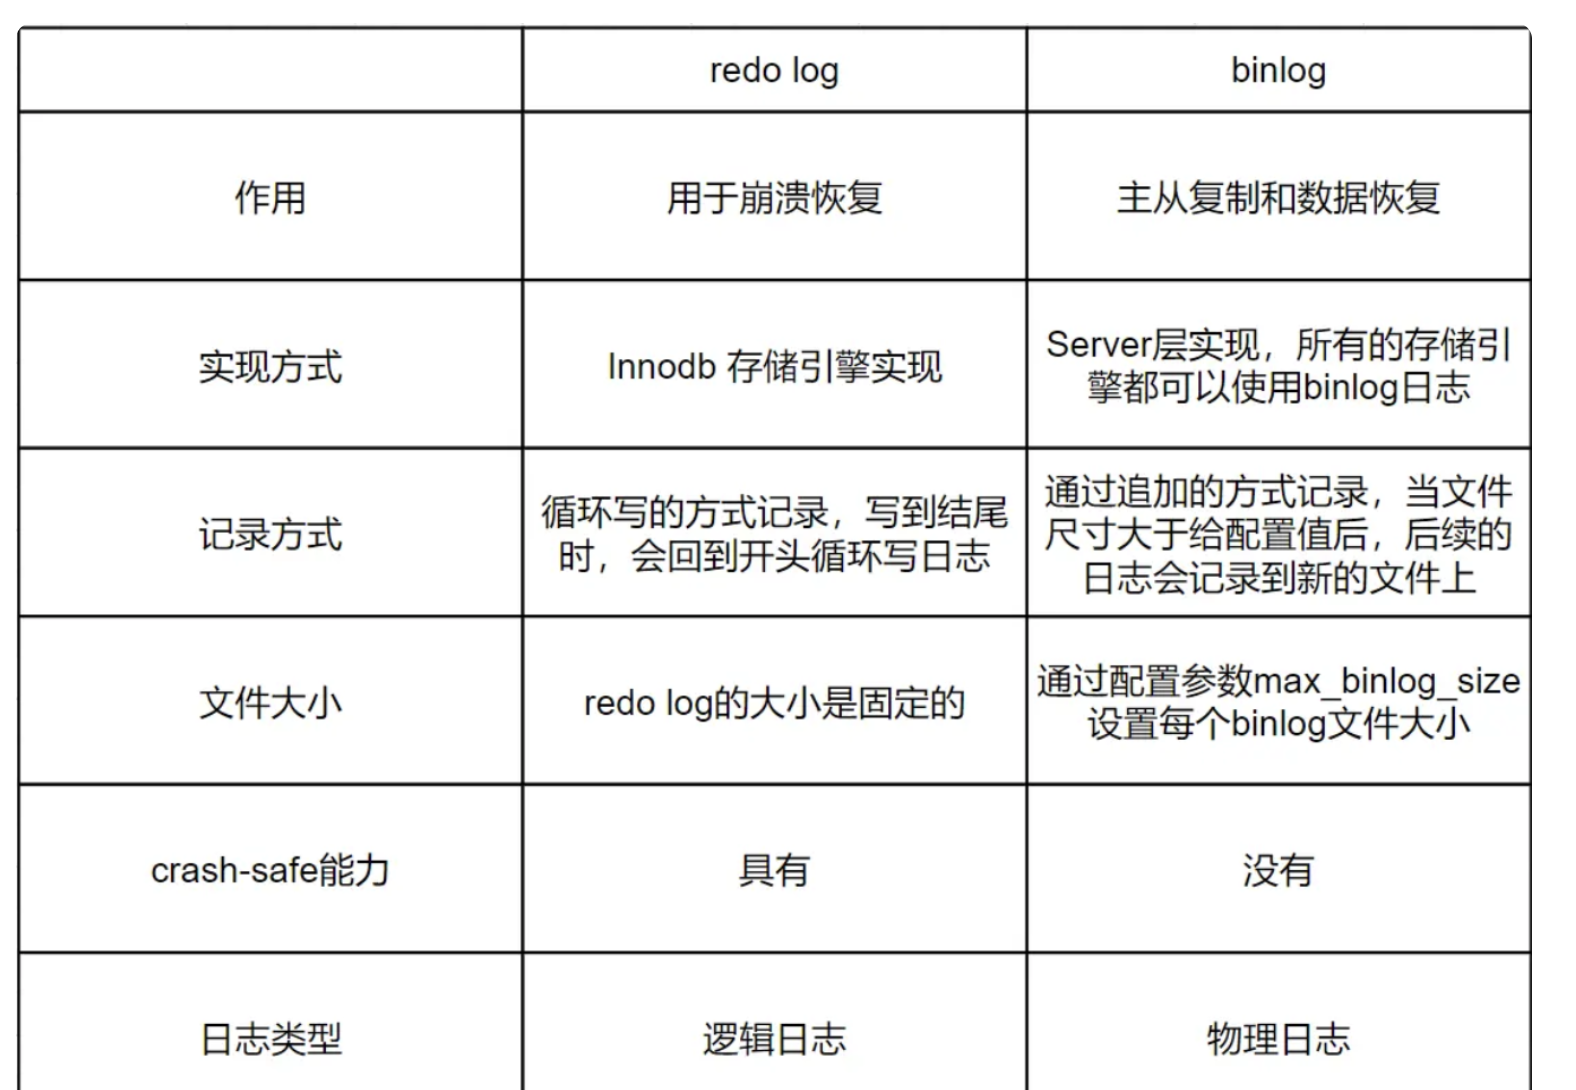 redo log
binlog
作用
用于崩溃恢复
主从复制和数据恢复
实现方式
Innodb 存储引擎实现
Server层实现，所有的存储引
擎都可以使用binlog日志
记录方式
循环写的方式记录，写到结尾
时，会回到开头循环写日志
通过追加的方式记录，当文件
尺寸大于给配置值后，后续的
日志会记录到新的文件上
文件大小
redo log的大小是固定的
通过配置参数max_binlog_size
设置每个binlog文件大小
crash-safe能力
具有
没有
日志类型
逻辑日志
物理日志